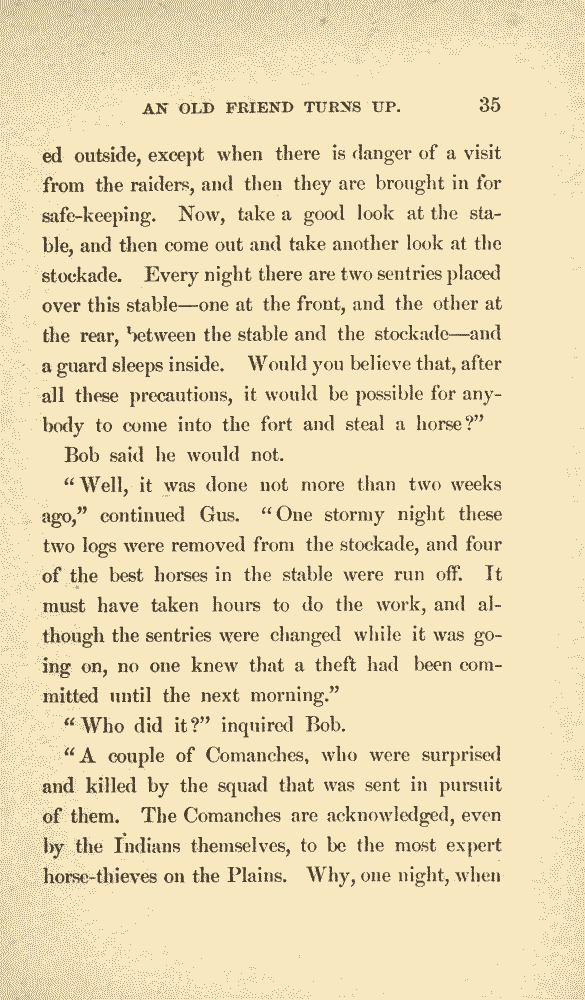 AN OLD FRIEND TURNS UP. 35
ed outside, except when there is danger of a visit
from the raiders, and then they are brought in for
safe-keeping. Now, take a good look at the sta-
ble, and then come out and take another look at the
stockade. Every night there are two sentries placed
over this stable—one at the front, and the other at
the rear, between the stable and the stockade—and
a guard sleeps inside. Would you believe that, after
all these precautions, it would be possible for any-
body to come into the fort and steal a horse?”
Bob said he would not.
“Well, it was done not more than two weeks
ago,” continued Gus. “One stormy night these
two logs were removed from the stockade, and four
of the best horses in the stable were run off. It
must have taken hours to do the work, and al-
though the sentries were changed while it was go-
ing on, no one knew that a theft had been com-
mitted until the next morning.”
“Who did it?” inquired Bob.
“A couple of Comanches, who were surprised
and killed by the squad that was sent in pursuit
of them. The Comanches are acknowledged, even
by the Indians themselves, to be the most expert
horse-thieves on the Plains. Why, one night, when